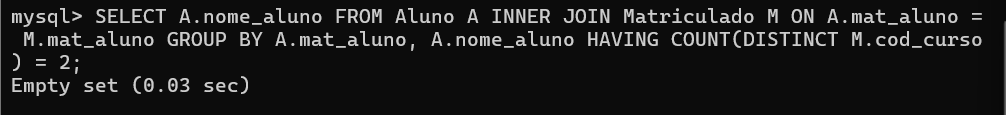 mysql> SELECT A.nome_aluno FROM Aluno A INNER JOIN Matriculado M ON A.mat_aluno =
 M.mat_aluno GROUP BY A.mat_aluno, A.nome_aluno HAVING COUNT(DISTINCT M.cod_curso
) = 2;
Empty set (0.03 sec)